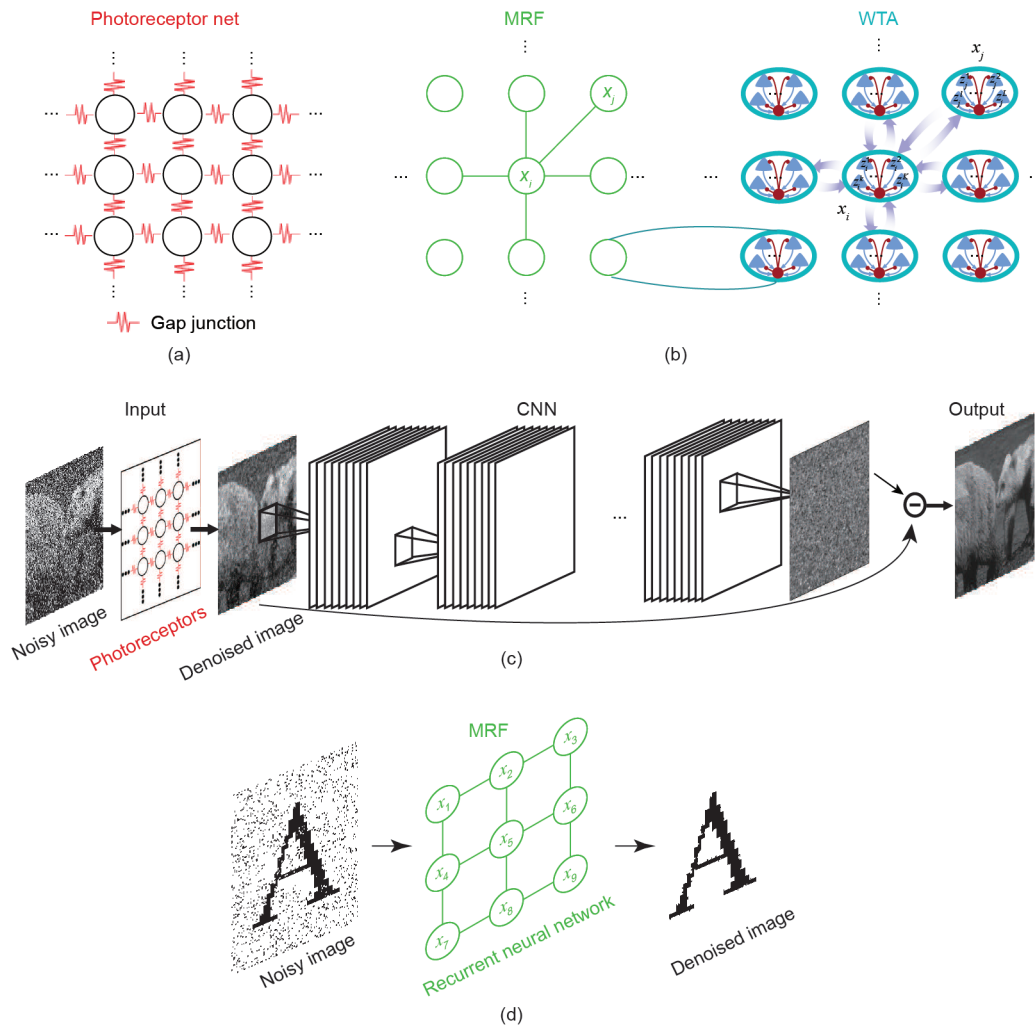 Photoreceptor net
MRF
WTA
Gap junction
(a)
x_j
x_i
x_j
x_i
(b)
Input
CNN
Output
Noisy image
Photoreceptors
Denoised image
(c)
MRF
x_1
x_2
x_3
x_4
x_5
x_6
x_7
x_8
x_9
Noisy image
Recurrent neural network
Denoised image
(d)